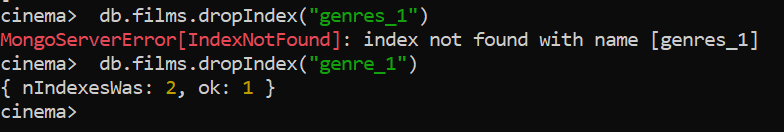 cinema>  db.films.dropIndex("genres_1")
MongoServerError[IndexNotFound]: index not found with name [genres_1]
cinema>  db.films.dropIndex("genre_1")
{ nIndexesWas: 2, ok: 1 }
cinema>